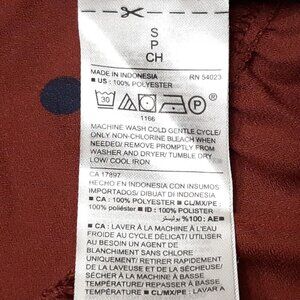 S
P
CH
MADE IN INDONESIA
RN 54023
■ US : 100% POLYESTER
30
P
1166
MACHINE WASH COLD GENTLE CYCLE/
ONLY NON-CHLORINE BLEACH WHEN
NEEDED/ REMOVE PROMPTLY FROM
WASHER AND DRYER/ TUMBLE DRY
LOW/ COOL IRON
CA 17897
HECHO EN INDONESIA CON INSUMOS
IMPORTADOS/ DIBUAT DI INDONESIA
■ CA : 100% POLYESTER ■ CL/MX/PE :
100% poliéster ■ ID : 100% POLISTER
بوليستر %100 : AE ■
■ CA : LAVER À LA MACHINE À L'EAU
FROIDE AU CYCLE DÉLICAT/ UTILISER
AU BESOIN UN AGENT DE
BLANCHIMENT SANS CHLORE
UNIQUEMENT/ RETIRER RAPIDEMENT
DE LA LAVEUSE ET DE LA SÉCHEUSE/
SÉCHER À LA MACHINE À BASSE
TEMPÉRATURE/ REPASSER À BASSE
TEMPÉRATURE ■ CL/MX/PE : LAVAR A